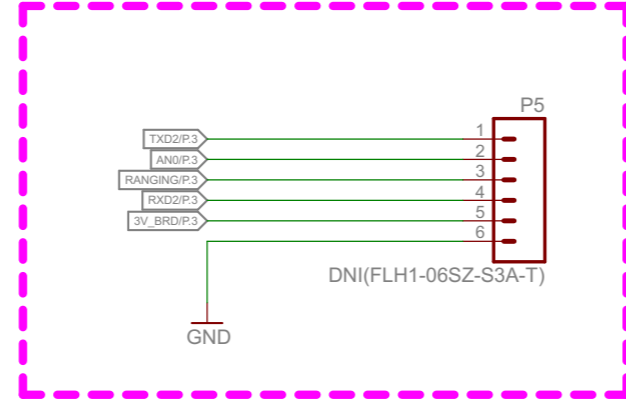 P5
TXD2/P.3 1
AN0/P.3 2
RANGING/P.3 3
RXD2/P.3 4
3V_BRD/P.3 5
6
DNI(FLH1-06SZ-S3A-T)
GND